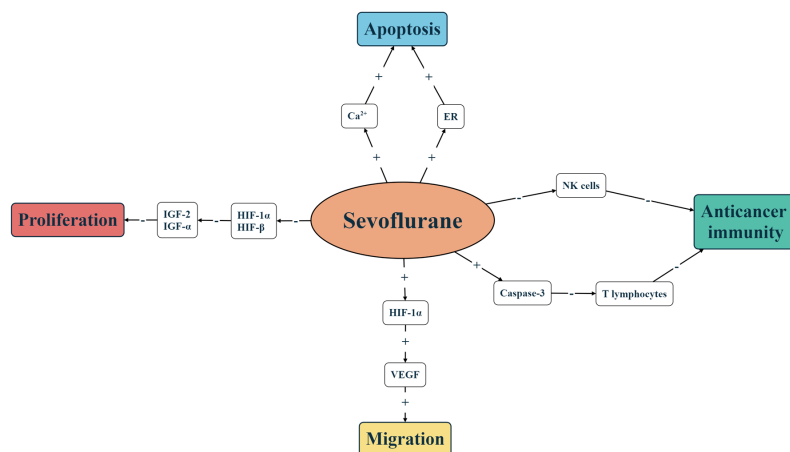 Apoptosis
+
+
Ca²⁺
ER
+
+
NK cells
-
-
Proliferation
-
IGF-2
IGF-α
-
HIF-1α
HIF-β
-
Sevoflurane
Anticancer
immunity
+
Caspase-3
-
T lymphocytes
-
+
HIF-1α
+
VEGF
+
Migration